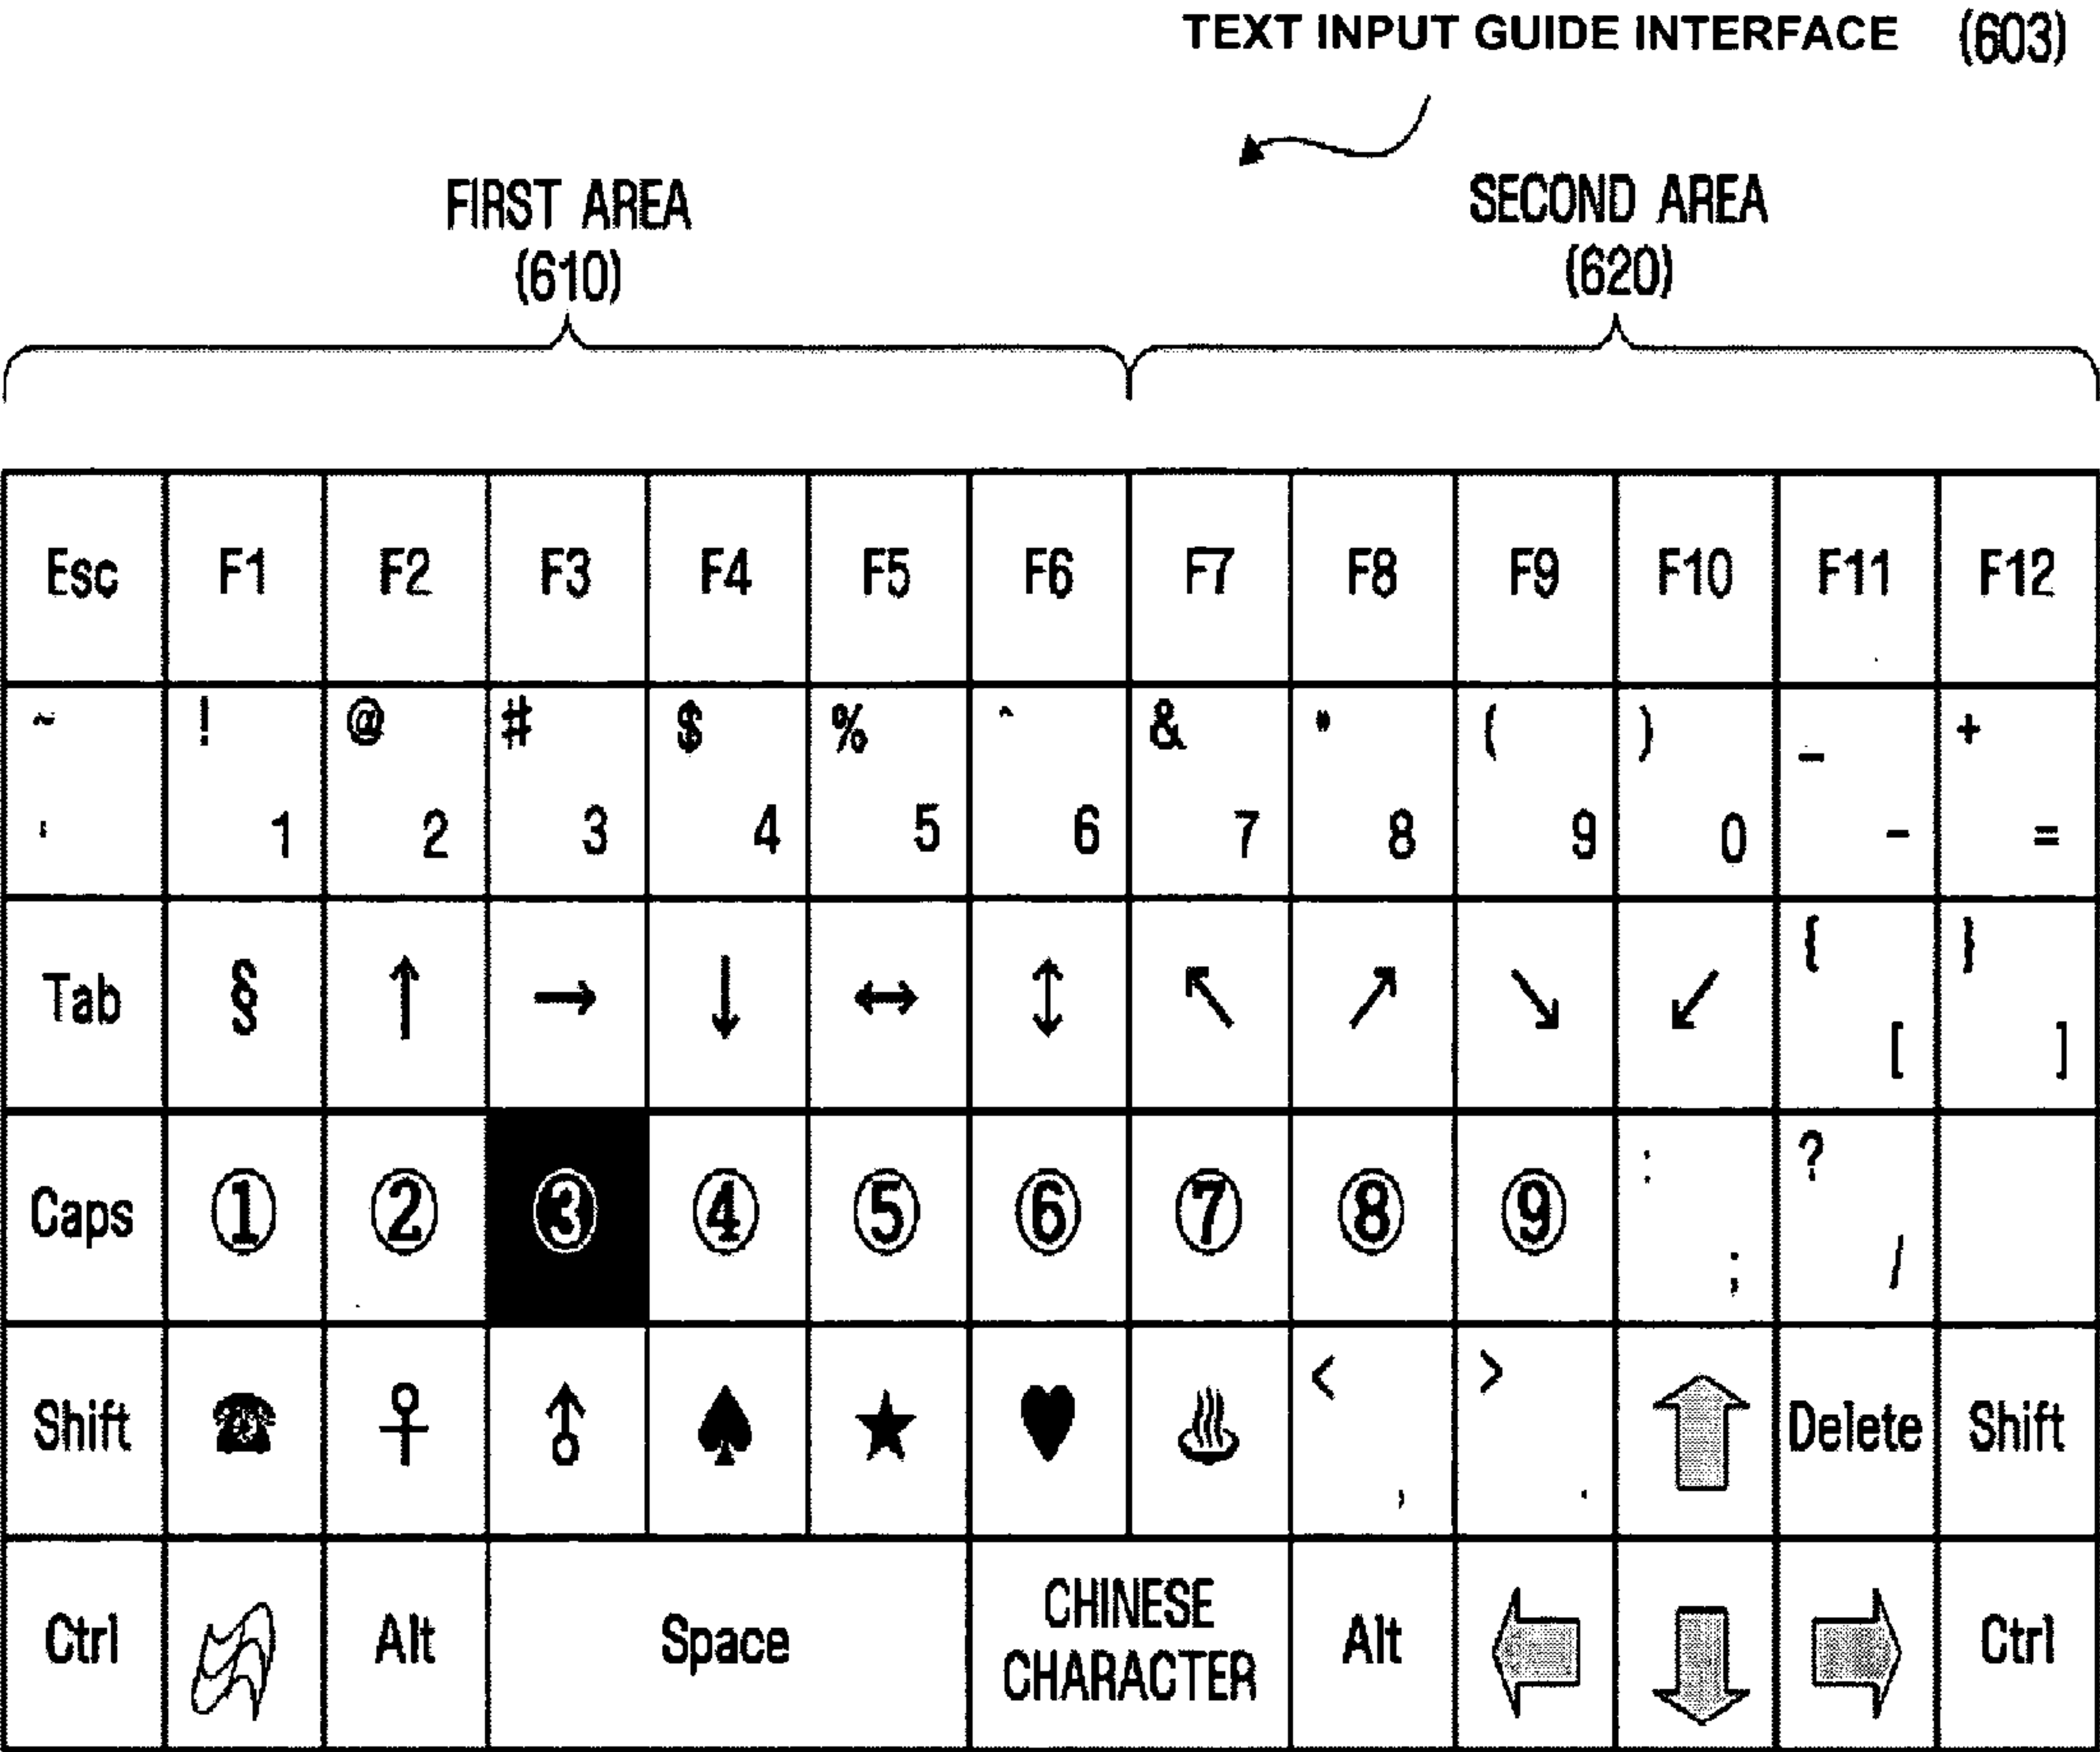 TEXT INPUT GUIDE INTERFACE (603)
FIRST AREA SECOND AREA
(610) (620)
Esc F1 F2 F3 F4 F5 F6 F7 F8 F9 F10 F11 F12
~ ! @ # $ % ^ & * ( ) _ +
' 1 2 3 4 5 6 7 8 9 0 - =
{ }
Tab § ↑ → ↓ ↔ ↕ ↖ ↗ ↘ ↙
[ ]
: ?
Caps ① ② ③ ④ ⑤ ⑥ ⑦ ⑧ ⑨
; /
< >
Shift ☎ ♀ ♂ ♠ ★ ♥ ♨ Delete Shift
, .
CHINESE
Ctrl Alt Space Alt Ctrl
CHARACTER